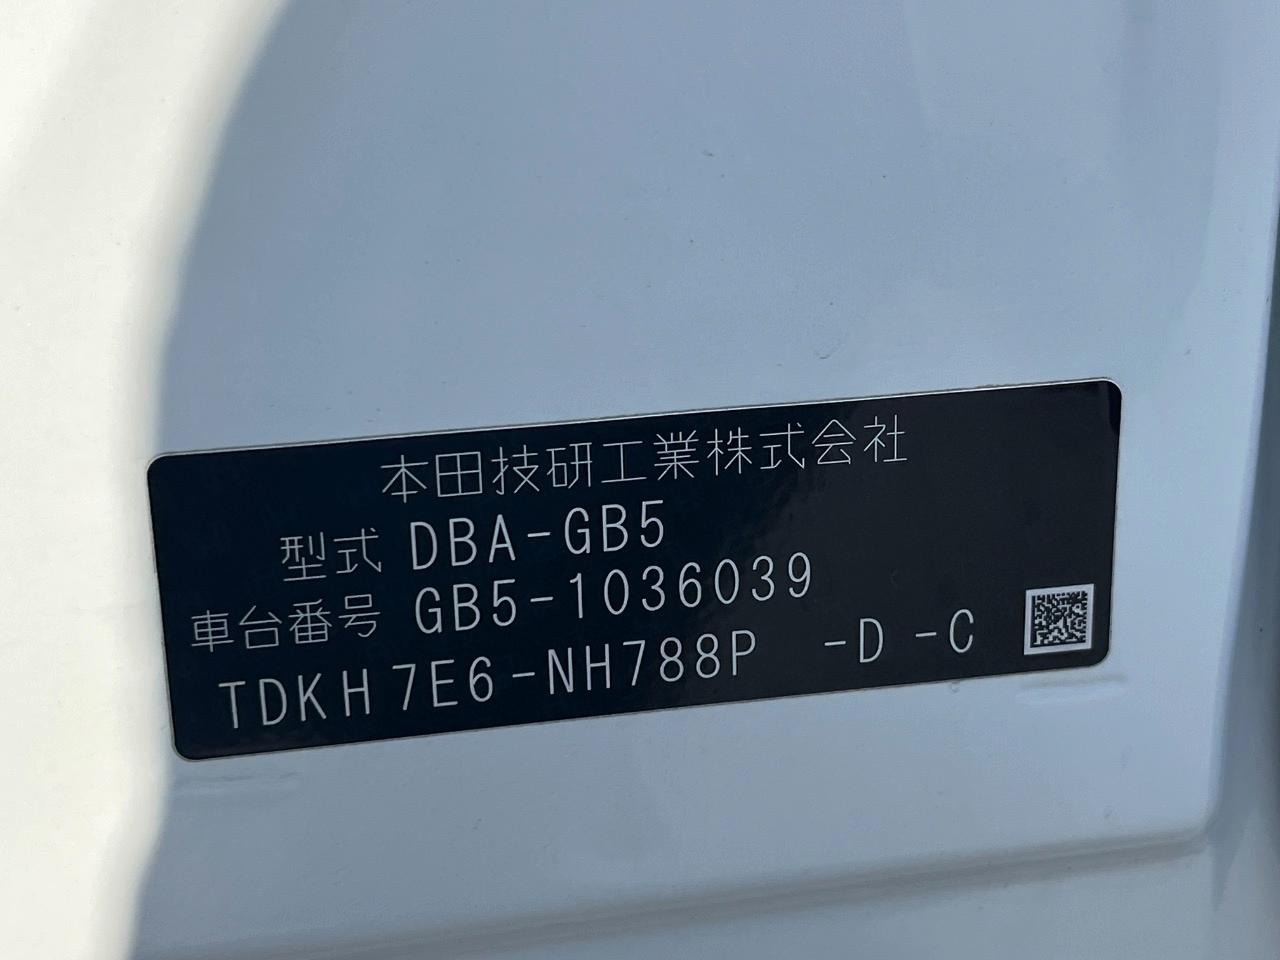 本田技研工業株式会社
型式 DBA-GB5
車台番号 GB5-1036039
TDKH7E6-NH788P -D -C